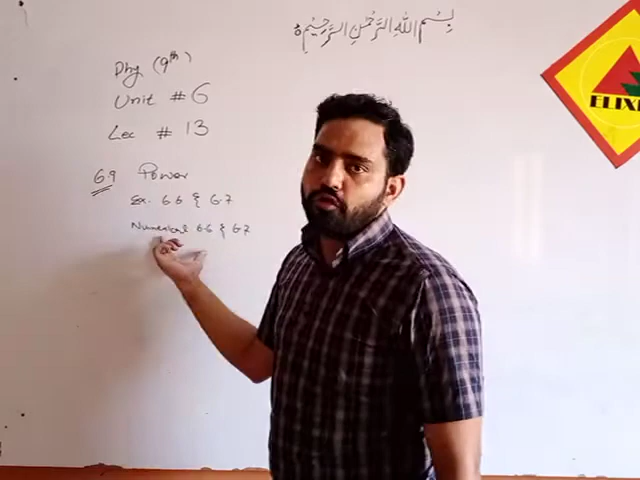 بِسْمِ اللهِ الرَّحْمٰنِ الرَّحِيْمِ
Phy (9th)
Unit # 6
Lec # 13
6.9 Power
Ex. 6.6 & 6.7
Numerical 6.6 & 6.7
ELIXI